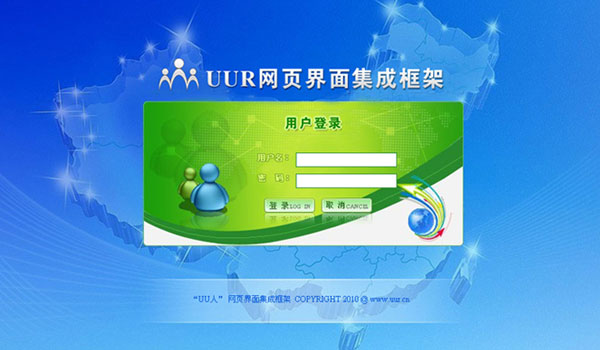 UUR网页界面集成框架
用户登录
用户名：
密 码：
登 录LOG IN 取 消CANCEL
“UU人” 网页界面集成框架 COPYRIGHT 2010 @ www.uur.cn